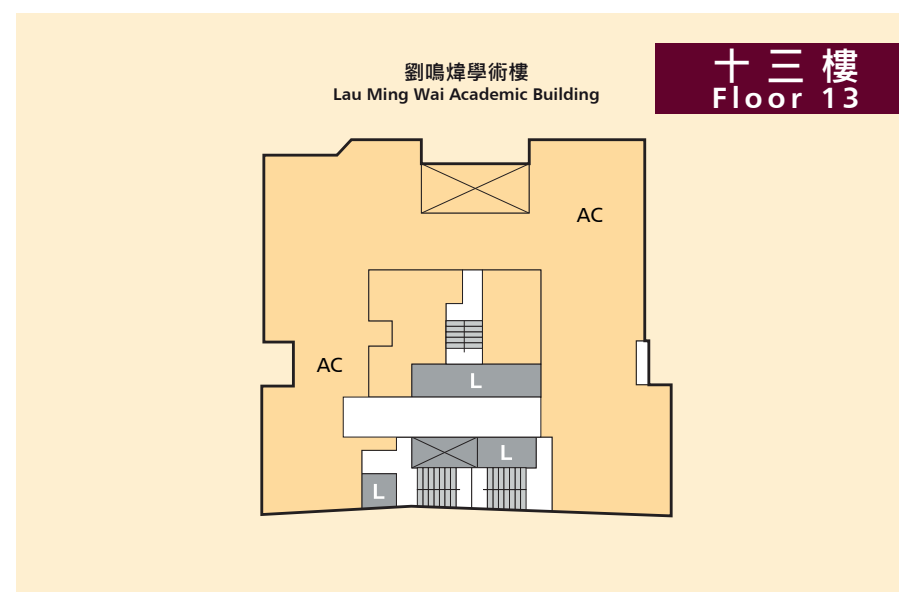 劉鳴煒學術樓
Lau Ming Wai Academic Building
十三樓
Floor 13
AC
AC
L
L
L